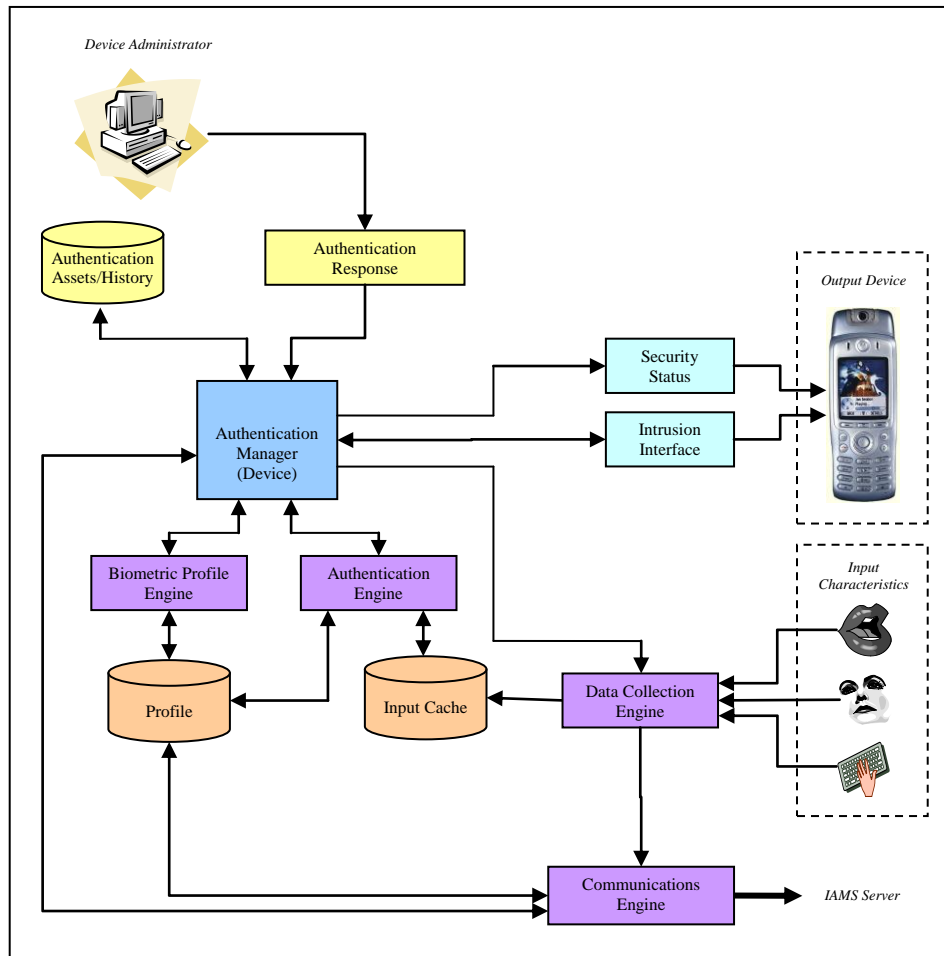 Device Administrator
Authentication
Assets/History
Authentication
Response
Output Device
Security
Status
Authentication
Manager
(Device)
Intrusion
Interface
Biometric Profile
Engine
Authentication
Engine
Input
Characteristics
Profile
Input Cache
Data Collection
Engine
Communications
Engine
IAMS Server